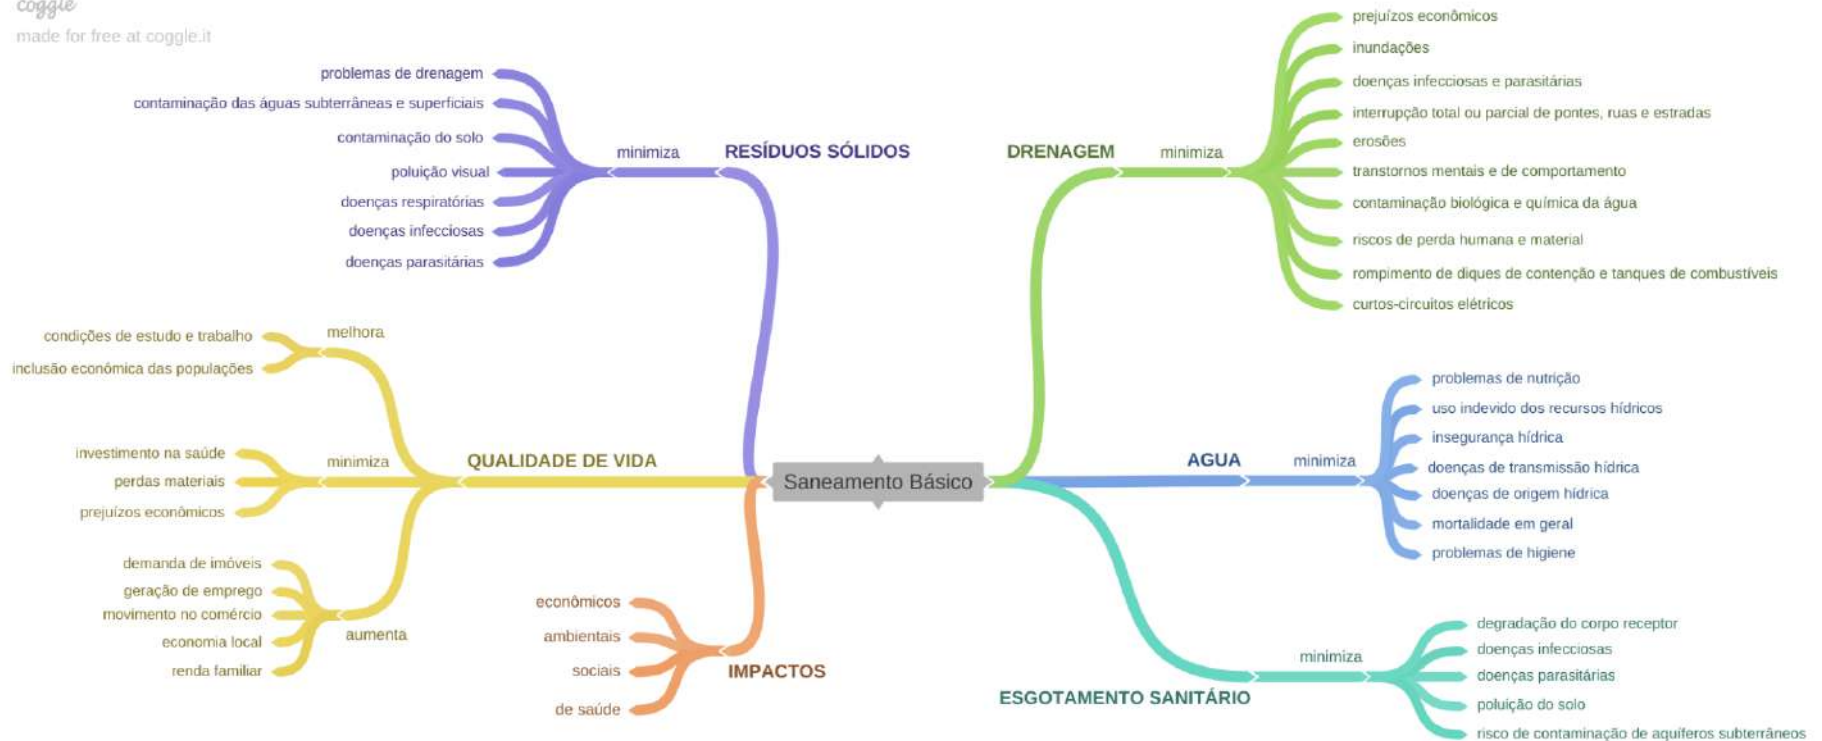 coggle
made for free at coggle.it
problemas de drenagem
contaminação das águas subterrâneas e superficiais
contaminação do solo
poluição visual
doenças respiratórias
doenças infecciosas
doenças parasitárias
minimiza
RESÍDUOS SÓLIDOS
DRENAGEM
minimiza
prejuízos econômicos
inundações
doenças infecciosas e parasitárias
interrupção total ou parcial de pontes, ruas e estradas
erosões
transtornos mentais e de comportamento
contaminação biológica e química da água
riscos de perda humana e material
rompimento de diques de contenção e tanques de combustíveis
curtos-circuitos elétricos
melhora
condições de estudo e trabalho
inclusão econômica das populações
investimento na saúde
perdas materiais
prejuízos econômicos
minimiza
QUALIDADE DE VIDA
demanda de imóveis
geração de emprego
movimento no comércio
economia local
renda familiar
aumenta
Saneamento Básico
AGUA
minimiza
problemas de nutrição
uso indevido dos recursos hídricos
insegurança hídrica
doenças de transmissão hídrica
doenças de origem hídrica
mortalidade em geral
problemas de higiene
econômicos
ambientais
sociais
de saúde
IMPACTOS
ESGOTAMENTO SANITÁRIO
minimiza
degradação do corpo receptor
doenças infecciosas
doenças parasitárias
poluição do solo
risco de contaminação de aquíferos subterrâneos